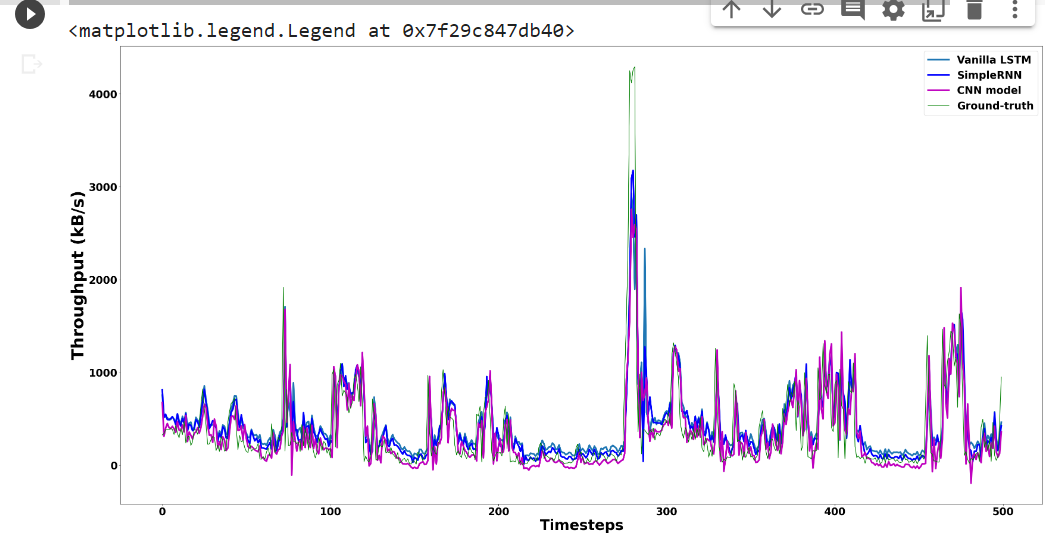 <matplotlib.legend.Legend at 0x7f29c847db40>
Vanilla LSTM
SimpleRNN
CNN model
Ground-truth
Throughput (kB/s)
4000
3000
2000
1000
0
0 100 200 300 400 500
Timesteps